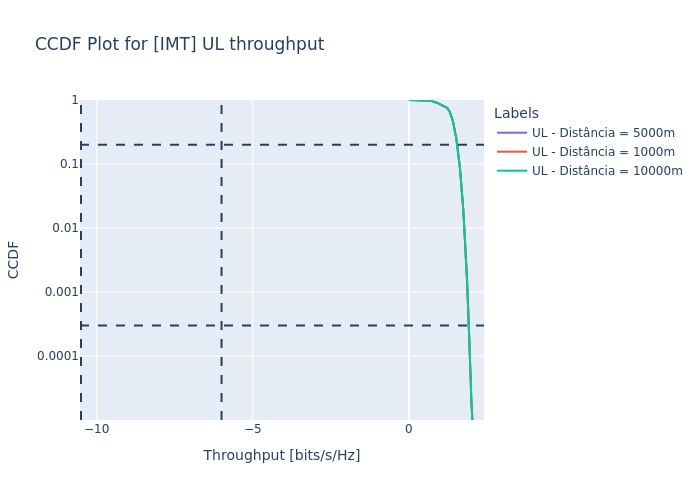 CCDF Plot for [IMT] UL throughput
Labels
UL - Distância = 5000m
UL - Distância = 1000m
UL - Distância = 10000m
CCDF
1
0.1
0.01
0.001
0.0001
−10
−5
0
Throughput [bits/s/Hz]